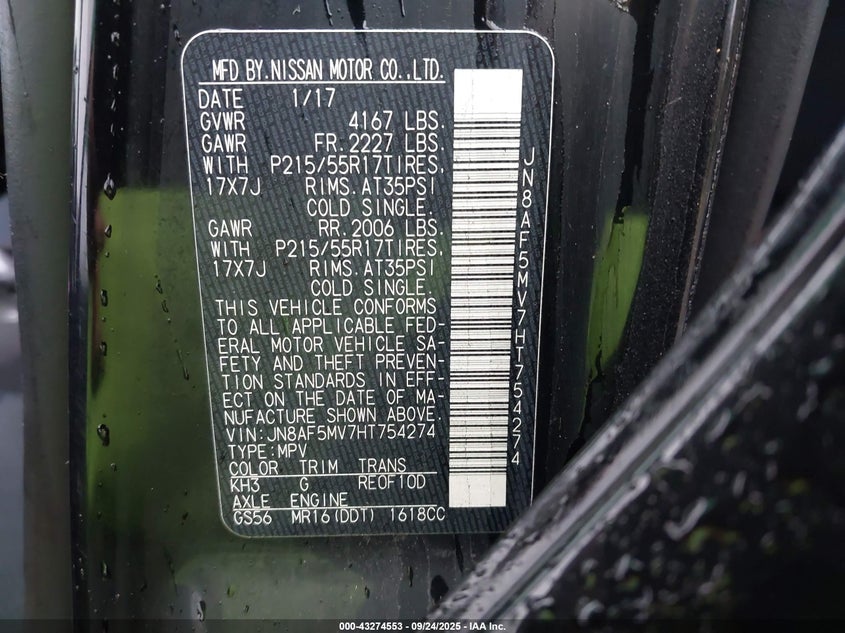 MFD BY.NISSAN MOTOR CO.,LTD.
DATE 1/17
GVWR 4167 LBS.
GAWR FR.2227 LBS.
WITH P215/55R17TIRES,
17X7J RIMS.AT35PSI
COLD SINGLE.
GAWR RR.2006 LBS.
WITH P215/55R17TIRES.
17X7J RIMS.AT35PSI
COLD SINGLE.
THIS VEHICLE CONFORMS
TO ALL APPLICABLE FED-
ERAL MOTOR VEHICLE SA-
FETY AND THEFT PREVEN-
TION STANDARDS IN EFF-
ECT ON THE DATE OF MA-
NUFACTURE SHOWN ABOVE
VIN:JN8AF5MV7HT754274
TYPE:MPV
COLOR TRIM TRANS
KH3 G REOF10D
AXLE ENGINE
GS56 MR16(DDT) 1618CC
JN8AF5MV7HT754274
000-43274553 - 09/24/2025 - IAA Inc.